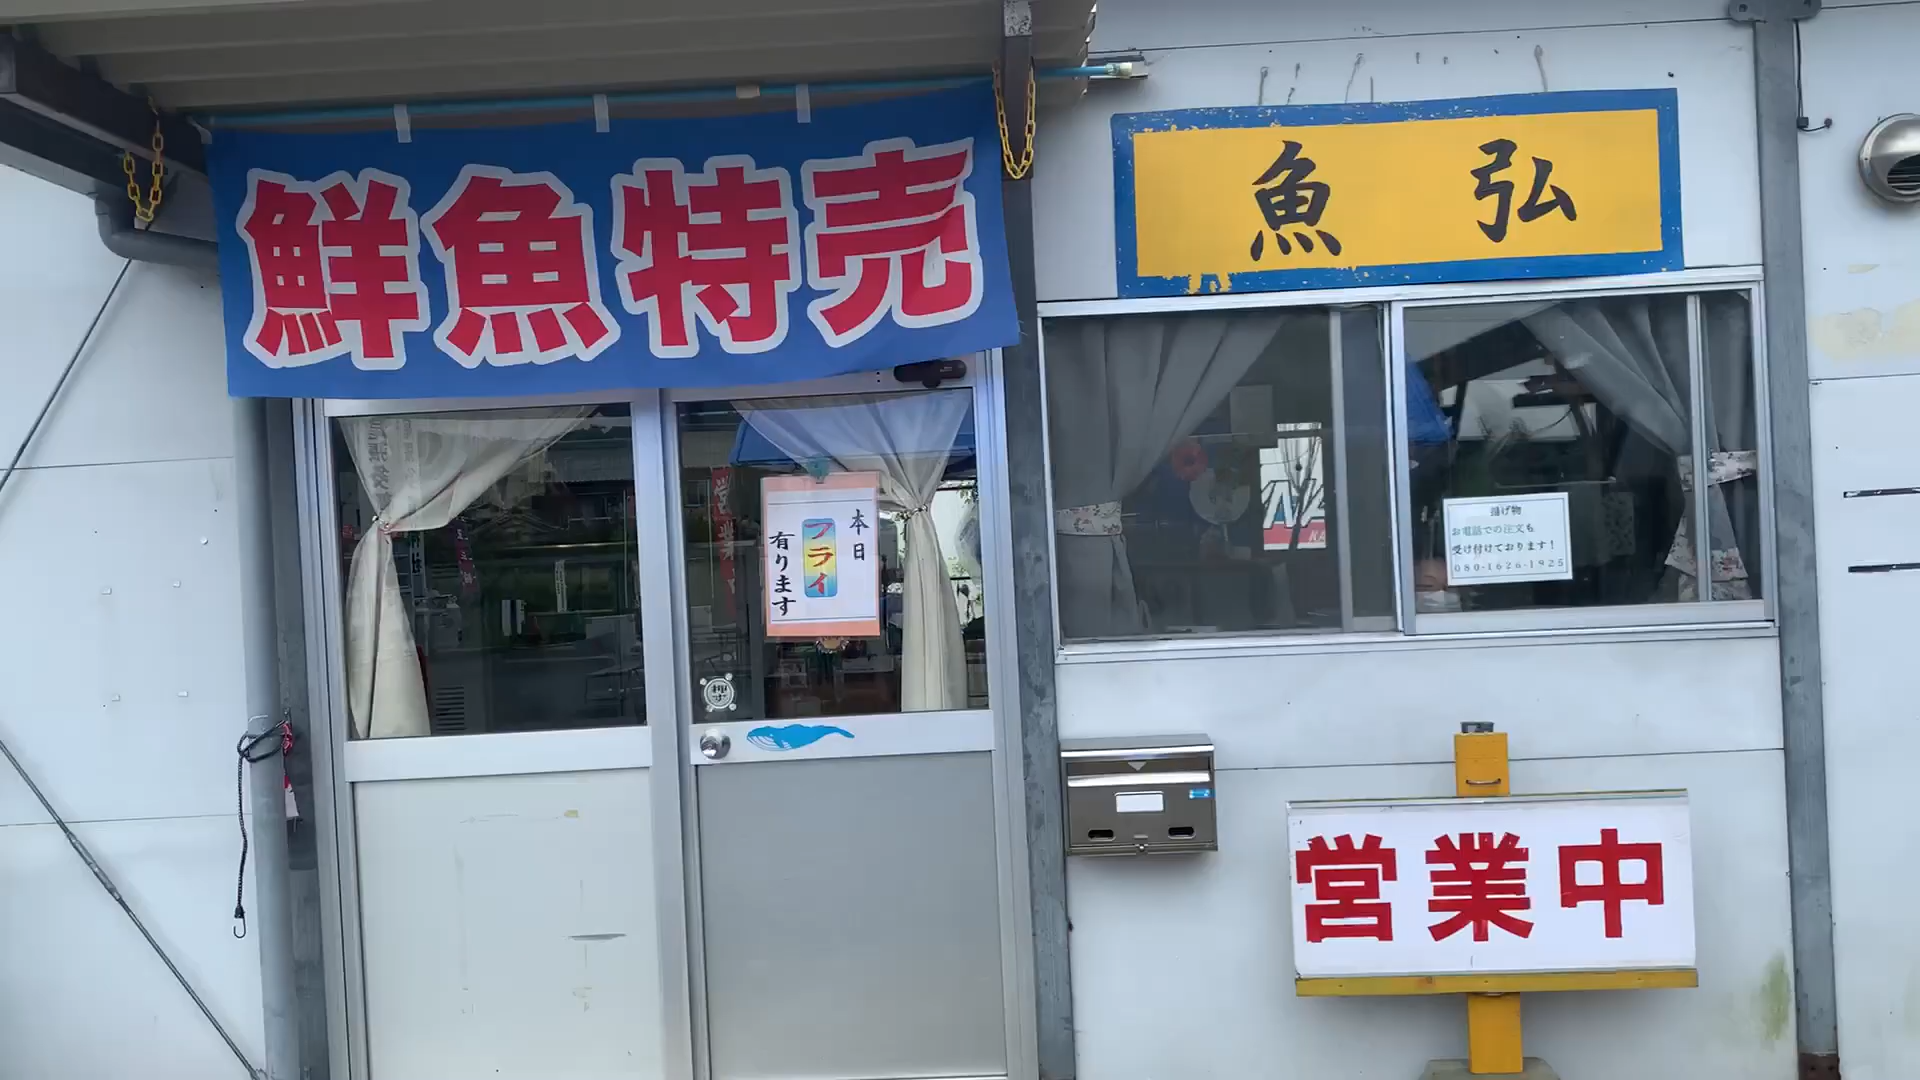 鮮魚特売
魚弘
本日
フライ
有ります
揚げ物
お電話での注文も
受け付けております！
080-1626-1925
押す
営業中